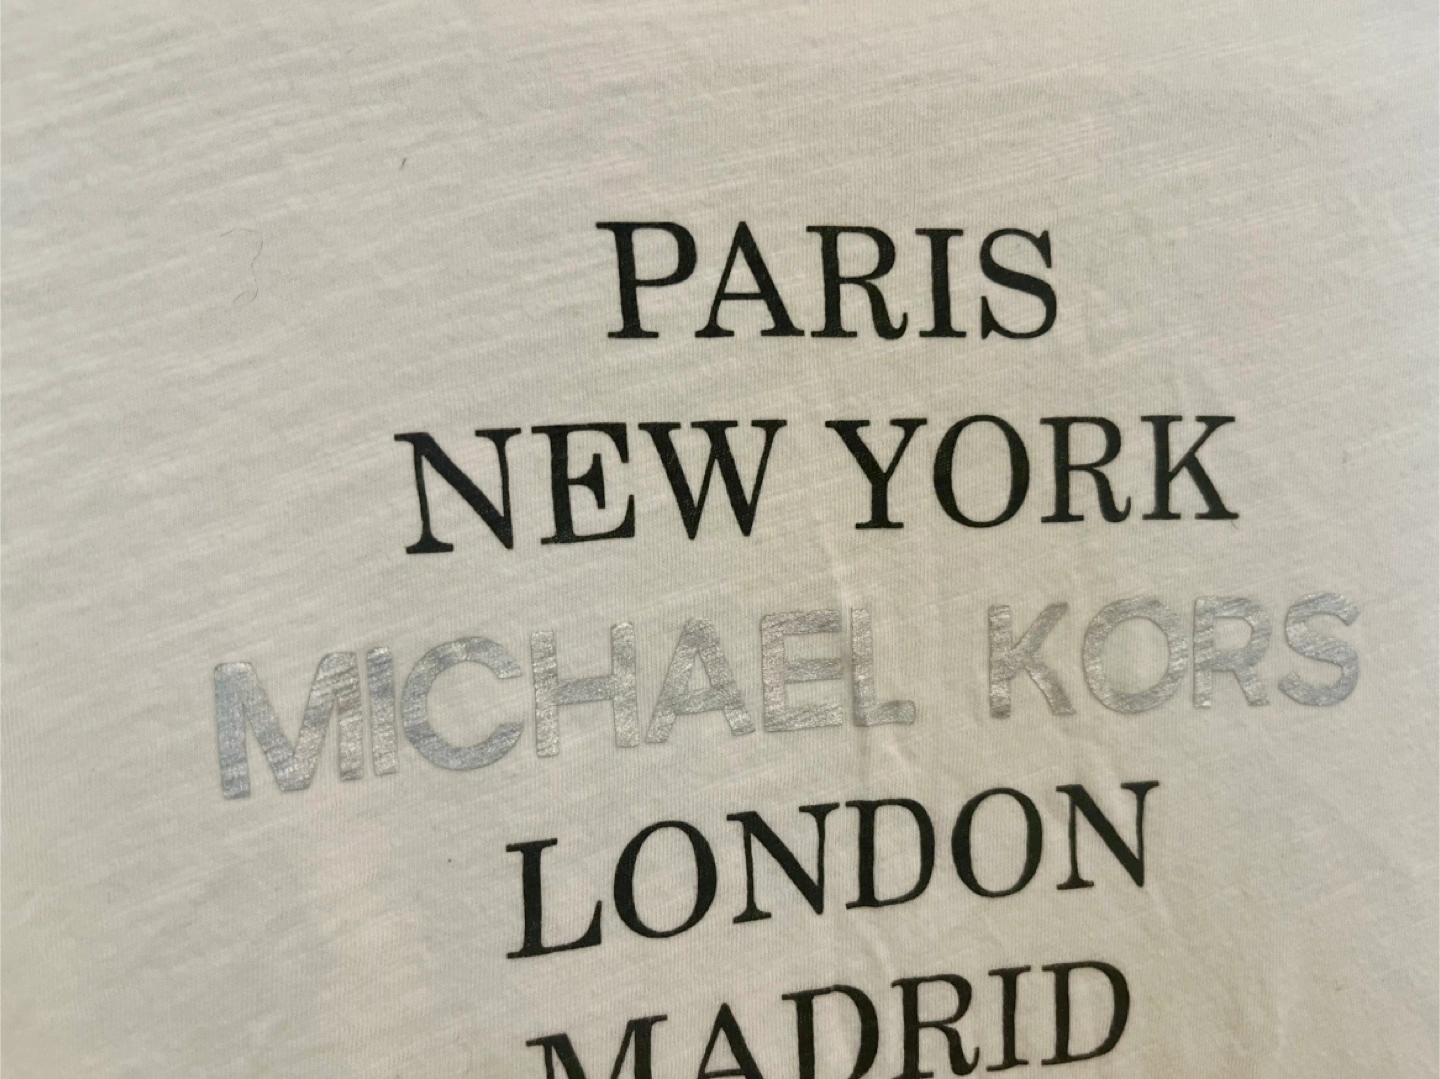 PARIS
NEW YORK
MICHAEL KORS
LONDON
MADRID